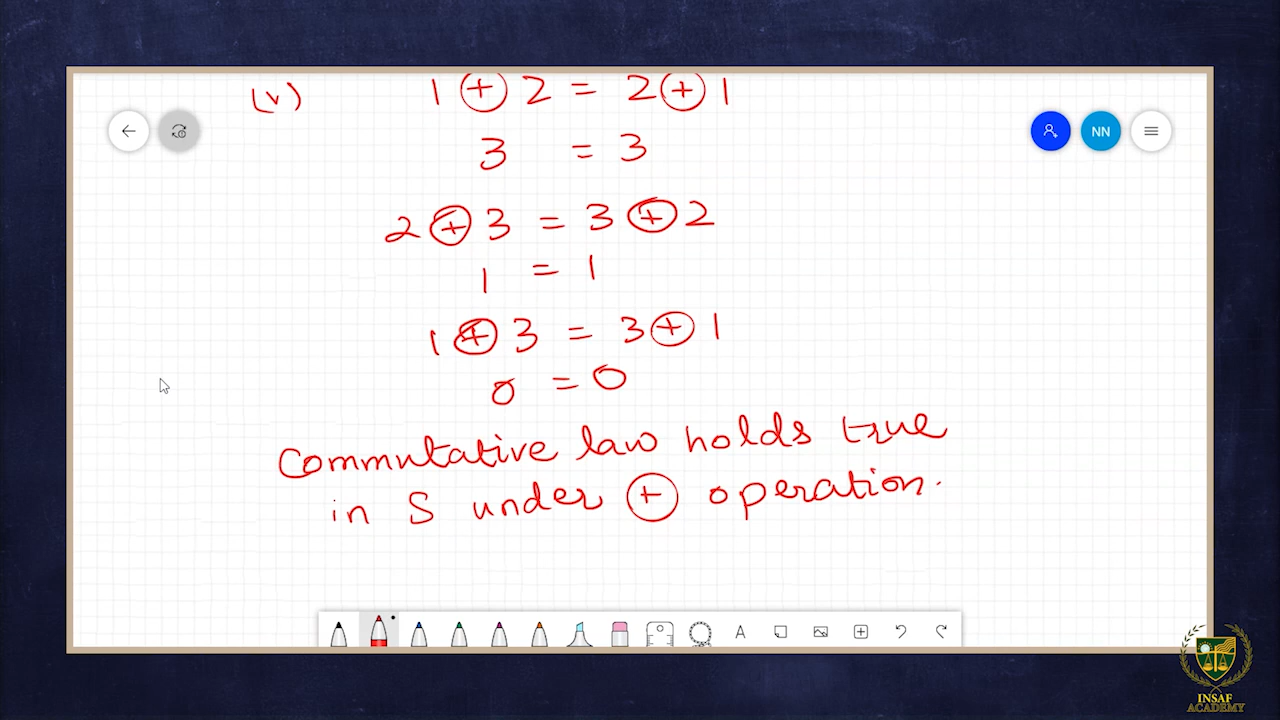 (v) 1 ⊕ 2 = 2 ⊕ 1
3 = 3
2 ⊕ 3 = 3 ⊕ 2
1 = 1
1 ⊕ 3 = 3 ⊕ 1
0 = 0
Commutative law holds true
in S under ⊕ operation.
NN
A
INSAF
ACADEMY